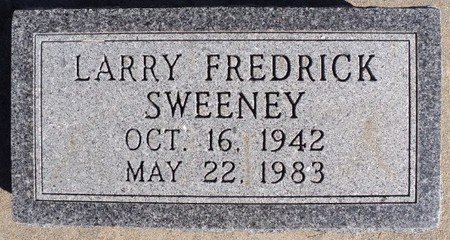 LARRY FREDRICK
SWEENEY
OCT. 16, 1942
MAY 22, 1983